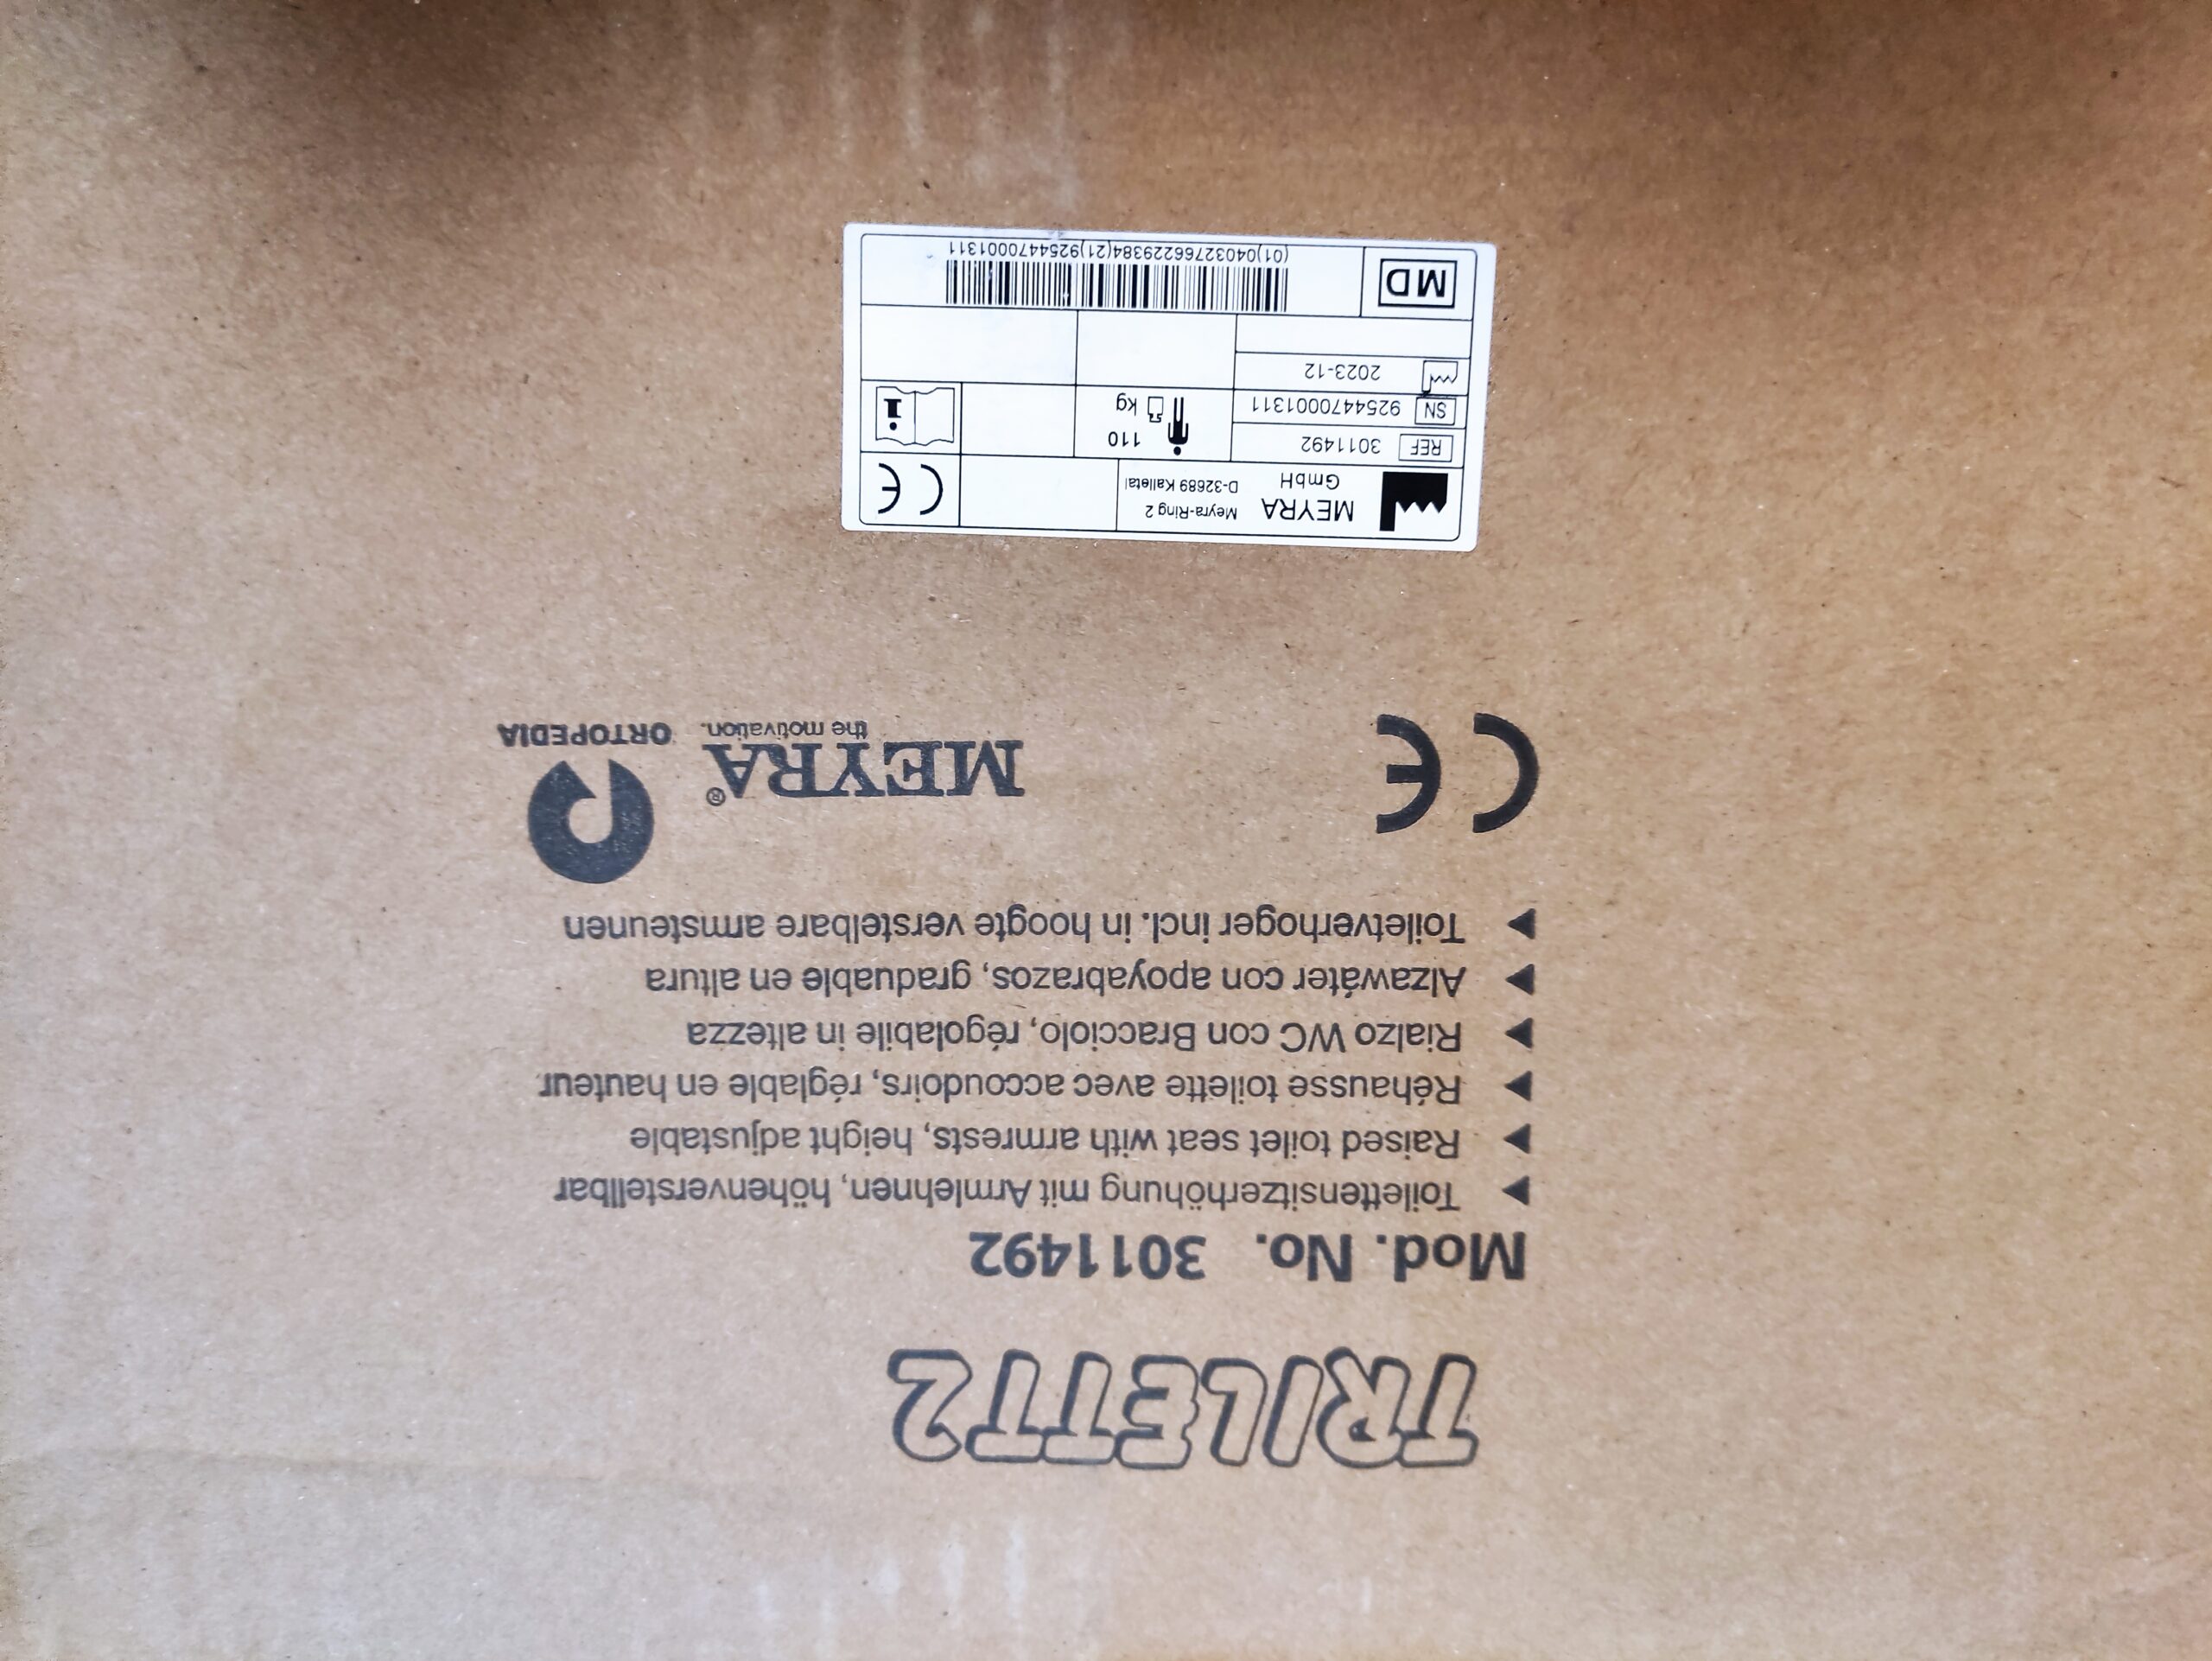 TRILETT2
Mod. No. 3011492
▶ Toilettensitzerhöhung mit Armlehnen, höhenverstellbar
▶ Raised toilet seat with armrests, height adjustable
▶ Réhausse toilette avec accoudoirs, réglable en hauteur
▶ Rialzo WC con Bracciolo, régolabile in altezza
▶ Alzawáter con apoyabrazos, graduable en altura
▶ Toiletverhoger incl. in hoogte verstelbare armsteunen
CE
MEYRA®
the motivation.
ORTOPEDIA
MEYRA
GmbH
Meyra-Ring 2
D-32689 Kalletal
CE
REF 3011492
SN 9254470001311
2023-12
110
kg
i
MD
(01)04032766229384(21)9254470001311